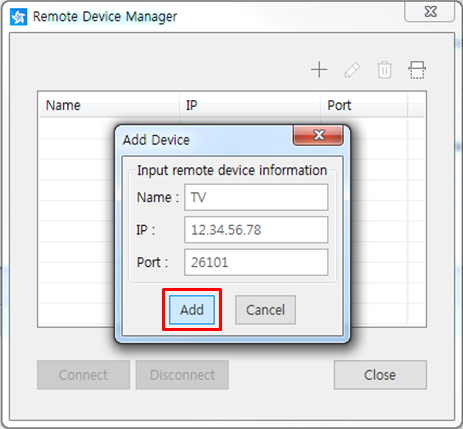 Remote Device Manager
Name IP Port
Add Device
Input remote device information
Name : TV
IP : 12.34.56.78
Port : 26101
Add Cancel
Connect Disconnect Close